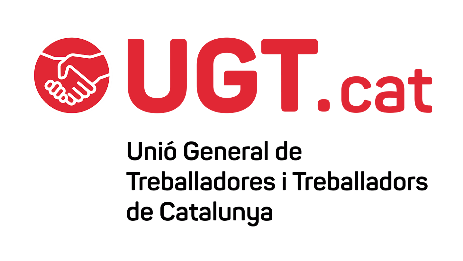 UGT.cat
Unió General de
Treballadores i Treballadors
de Catalunya